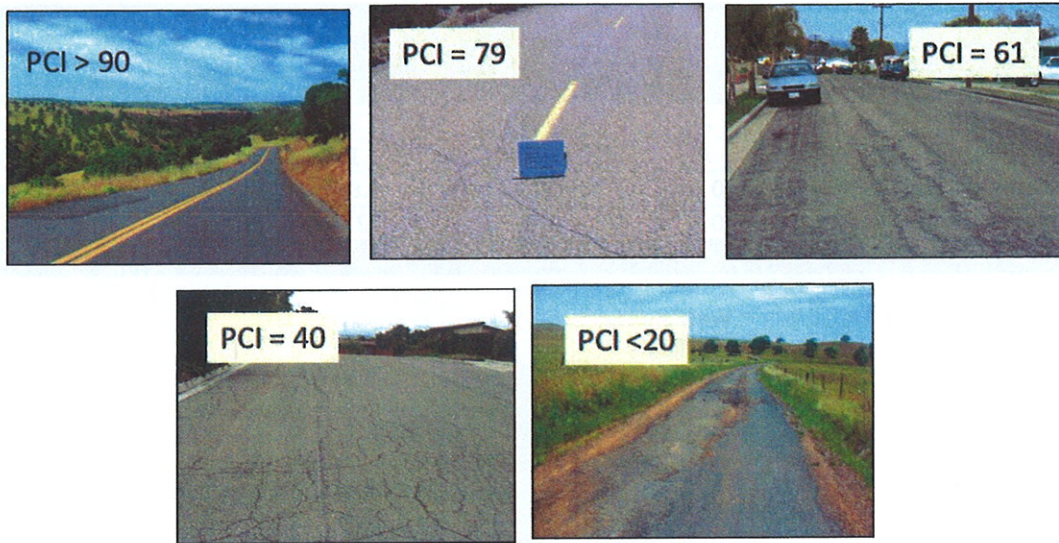 PCI > 90
PCI = 79
PCI = 61
PCI = 40
PCI <20